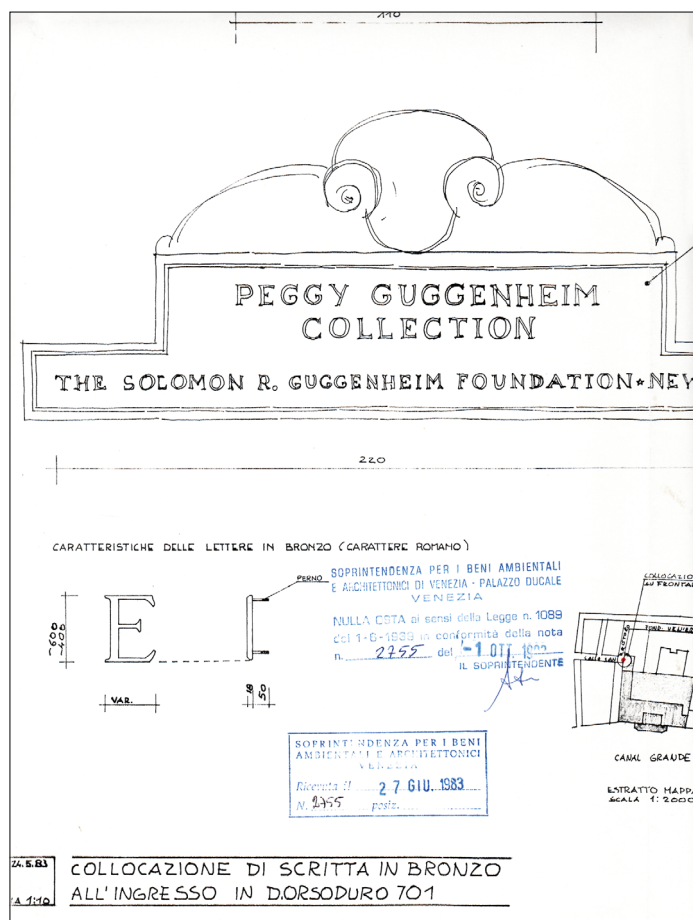 110
PEGGY GUGGENHEIM
COLLECTION
THE SOLOMON R. GUGGENHEIM FOUNDATION★NEW
220
CARATTERISTICHE DELLE LETTERE IN BRONZO (CARATTERE ROMANO)
PERNO
E
VAR.
18
50
SOPRINTENDENZA PER I BENI AMBIENTALI
E ARCHITETTONICI DI VENEZIA - PALAZZO DUCALE
VENEZIA
NULLA OSTA ai sensi della Legge n. 1089
del 1-6-1939 in conformità della nota
n. 2755 del -1 OTT.
IL SOPRINTENDENTE
COLLOCAZIO
SU FRONTA
CANAL GRANDE
ESTRATTO MAPPA
SCALA 1:2000
SOPRINTENDENZA PER I BENI
AMBIENTALI E ARCHITETTONICI
VENEZIA
Ricevuta il 27 GIU. 1983
N. 2755 posiz.
24.5.83
A 1:10
COLLOCAZIONE DI SCRITTA IN BRONZO
ALL'INGRESSO IN DORSODURO 701